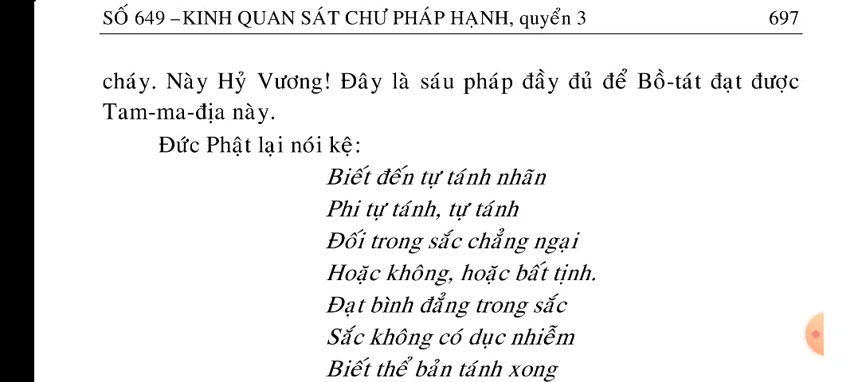 SỐ 649 –KINH QUAN SÁT CHƯ PHÁP HẠNH, quyển 3 697
cháy. Này Hỷ Vương! Đây là sáu pháp đầy đủ để Bồ-tát đạt được
Tam-ma-địa này.
Đức Phật lại nói kệ:
Biết đến tự tánh nhãn
Phi tự tánh, tự tánh
Đối trong sắc chẳng ngại
Hoặc không, hoặc bất tịnh.
Đạt bình đẳng trong sắc
Sắc không có dục nhiễm
Biết thể bản tánh xong